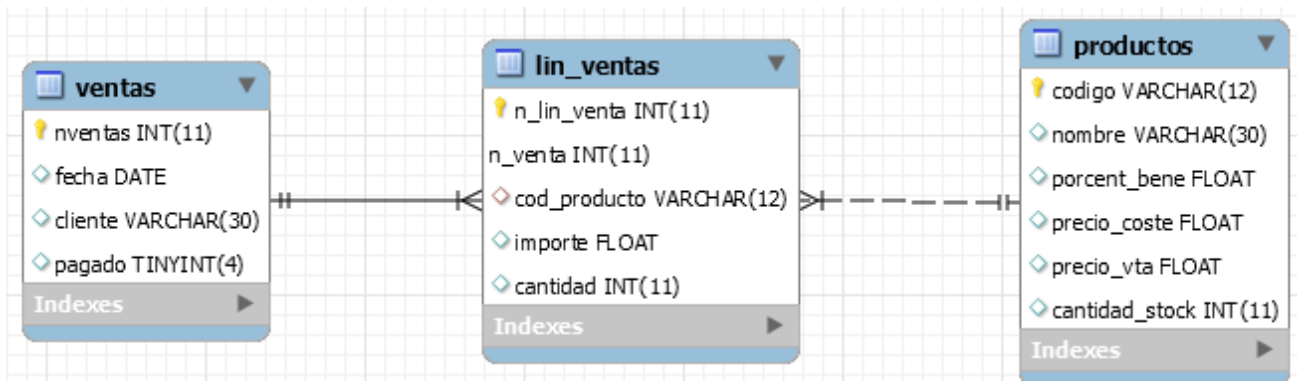 ventas
nventas INT(11)
fecha DATE
cliente VARCHAR(30)
pagado TINYINT(4)
Indexes
lin_ventas
n_lin_venta INT(11)
n_venta INT(11)
cod_producto VARCHAR(12)
importe FLOAT
cantidad INT(11)
Indexes
productos
codigo VARCHAR(12)
nombre VARCHAR(30)
porcent_bene FLOAT
precio_coste FLOAT
precio_vta FLOAT
cantidad_stock INT(11)
Indexes